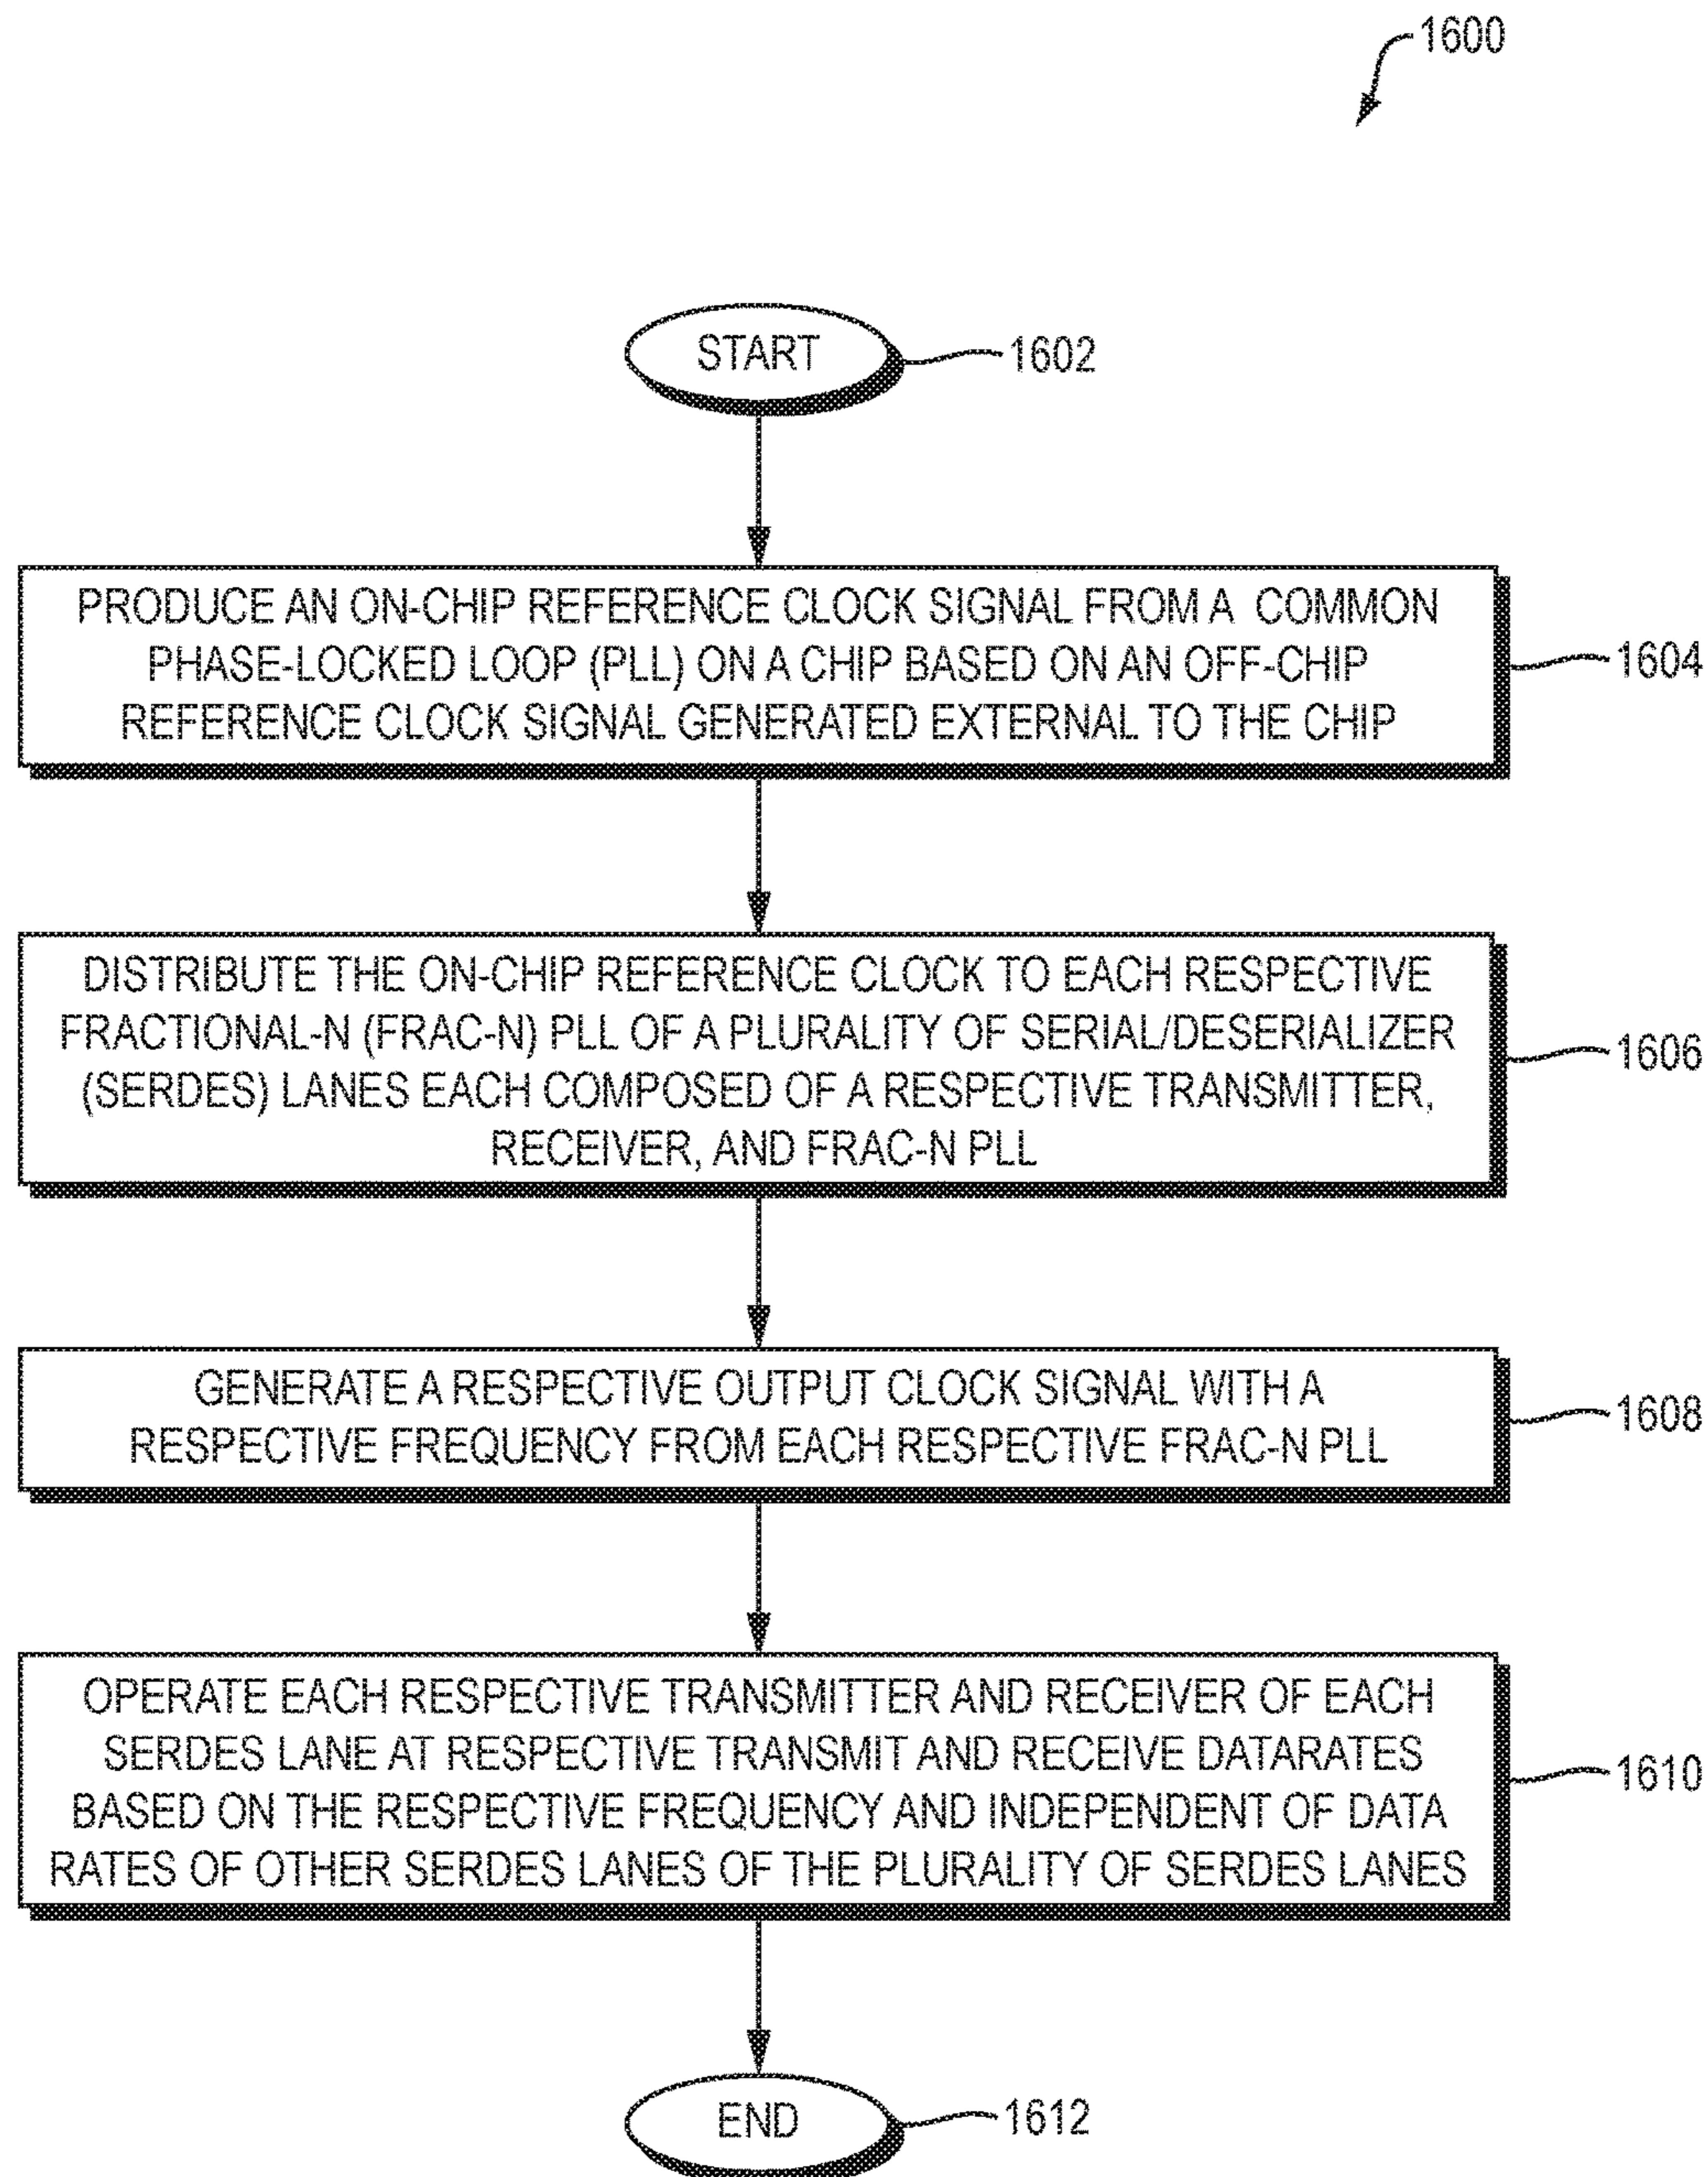 1600
START
1602
PRODUCE AN ON-CHIP REFERENCE CLOCK SIGNAL FROM A COMMON
PHASE-LOCKED LOOP (PLL) ON A CHIP BASED ON AN OFF-CHIP
REFERENCE CLOCK SIGNAL GENERATED EXTERNAL TO THE CHIP
1604
DISTRIBUTE THE ON-CHIP REFERENCE CLOCK TO EACH RESPECTIVE
FRACTIONAL-N (FRAC-N) PLL OF A PLURALITY OF SERIAL/DESERIALIZER
(SERDES) LANES EACH COMPOSED OF A RESPECTIVE TRANSMITTER,
RECEIVER, AND FRAC-N PLL
1606
GENERATE A RESPECTIVE OUTPUT CLOCK SIGNAL WITH A
RESPECTIVE FREQUENCY FROM EACH RESPECTIVE FRAC-N PLL
1608
OPERATE EACH RESPECTIVE TRANSMITTER AND RECEIVER OF EACH
SERDES LANE AT RESPECTIVE TRANSMIT AND RECEIVE DATARATES
BASED ON THE RESPECTIVE FREQUENCY AND INDEPENDENT OF DATA
RATES OF OTHER SERDES LANES OF THE PLURALITY OF SERDES LANES
1610
END
1612